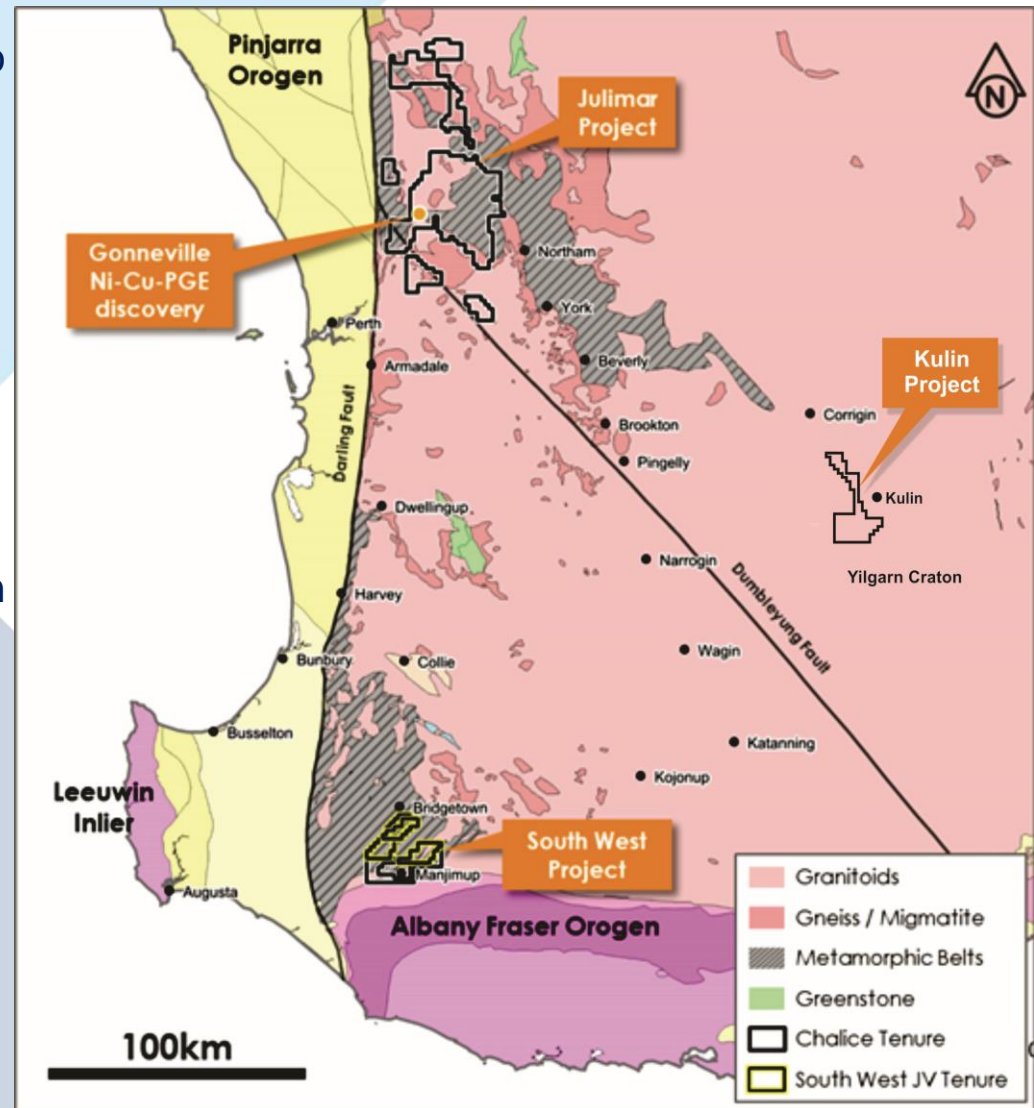 Pinjarra
Orogen
Julimar
Project
N
Gonneville
Ni-Cu-PGE
discovery
Northam
York
Perth
Beverly
Armadale
Kulin
Project
Darling Fault
Corrigin
Brookton
Pingelly
Kulin
Dwellingup
Narrogin
Yilgarn Craton
Dumbleyung Fault
Harvey
Wagin
Bunbury
Collie
Busselton
Katanning
Kojonup
Leeuwin
Inlier
Bridgetown
South West
Project
Manjimup
Augusta
Albany Fraser Orogen
Granitoids
Gneiss / Migmatite
Metamorphic Belts
Greenstone
Chalice Tenure
South West JV Tenure
100km